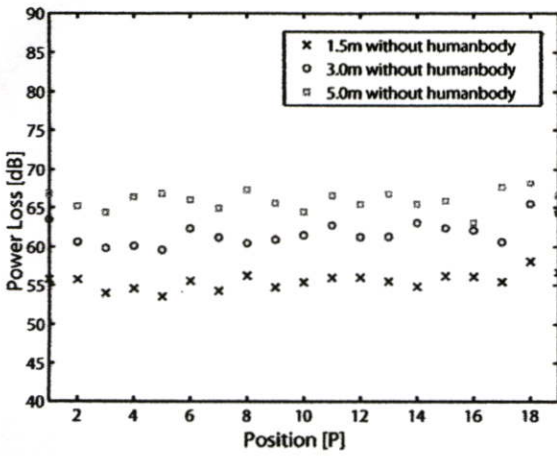 90
85
80
75
70
65
60
55
50
45
40
Power Loss [dB]
1.5m without humanbody
3.0m without humanbody
5.0m without humanbody
2 4 6 8 10 12 14 16 18
Position [P]